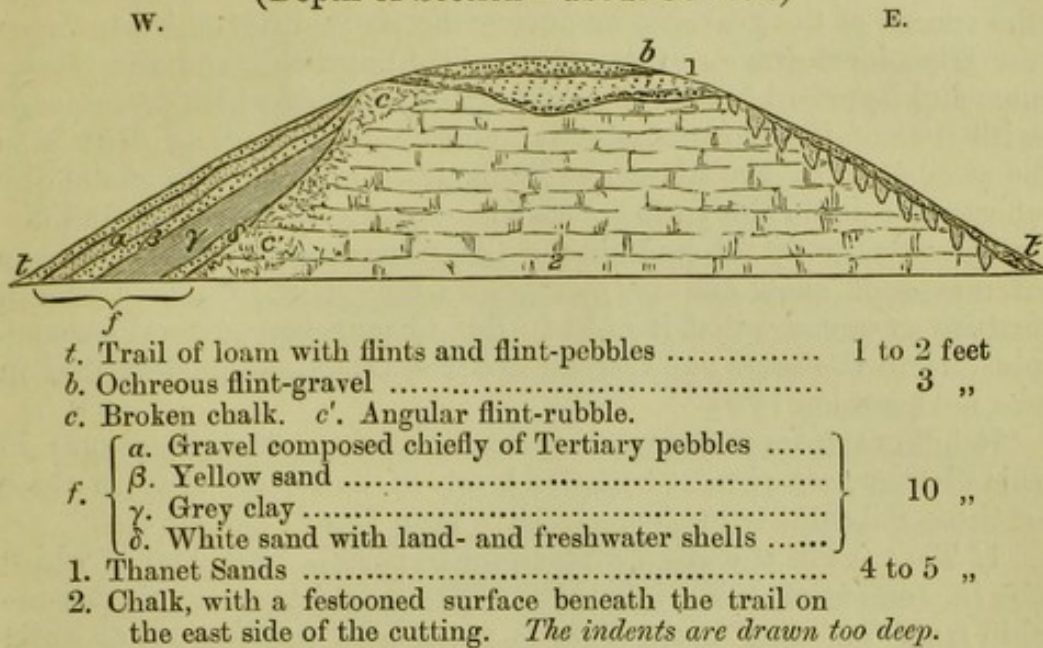 W. E.
b 1
c
α β γ δ c'
2
t t
f
t. Trail of loam with flints and flint-pebbles ............... 1 to 2 feet
b. Ochreous flint-gravel .......................................... 3 „
c. Broken chalk. c'. Angular flint-rubble.
α. Gravel composed chiefly of Tertiary pebbles ......
β. Yellow sand ................................................
f. 10 „
γ. Grey clay .................................... ...........
δ. White sand with land- and freshwater shells ......
1. Thanet Sands .................................................... 4 to 5 „
2. Chalk, with a festooned surface beneath the trail on
the east side of the cutting. The indents are drawn too deep.